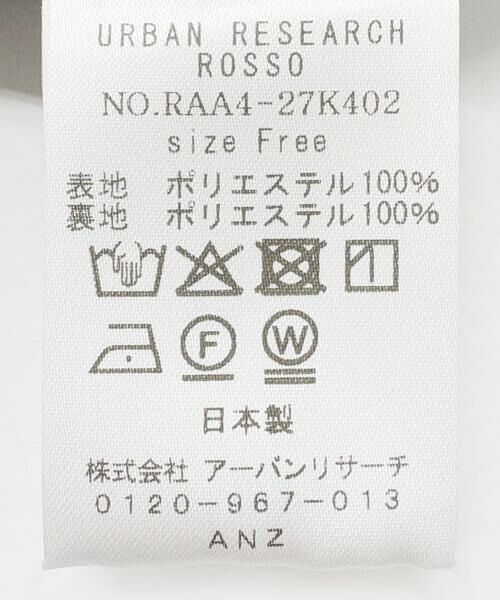 URBAN RESEARCH
ROSSO
NO.RAA4-27K402
size Free
表地 ポリエステル100%
裏地 ポリエステル100%
F W
日本製
株式会社 アーバンリサーチ
0120-967-013
ANZ